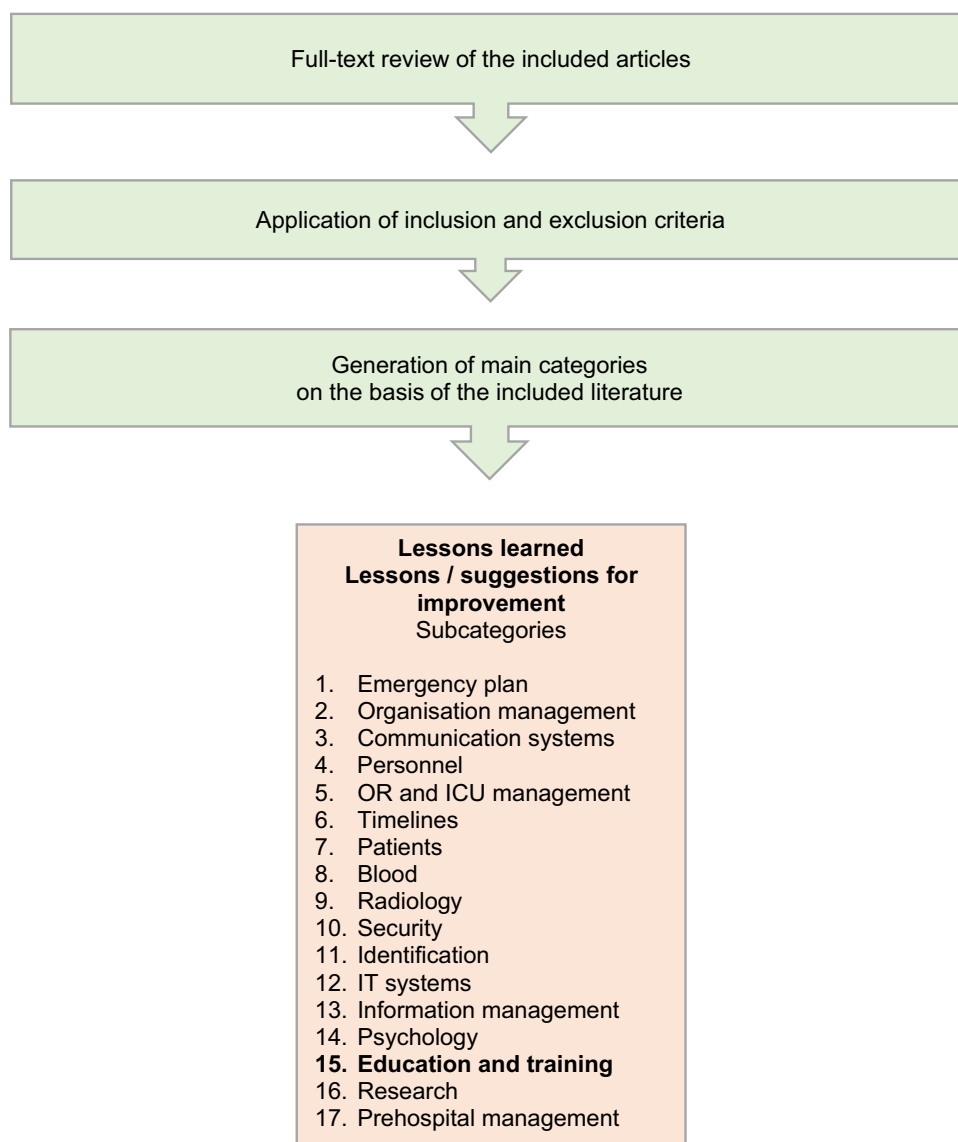 Full-text review of the included articles
Application of inclusion and exclusion criteria
Generation of main categories
on the basis of the included literature
Lessons learned
Lessons / suggestions for
improvement
Subcategories
1. Emergency plan
2. Organisation management
3. Communication systems
4. Personnel
5. OR and ICU management
6. Timelines
7. Patients
8. Blood
9. Radiology
10. Security
11. Identification
12. IT systems
13. Information management
14. Psychology
15. Education and training
16. Research
17. Prehospital management